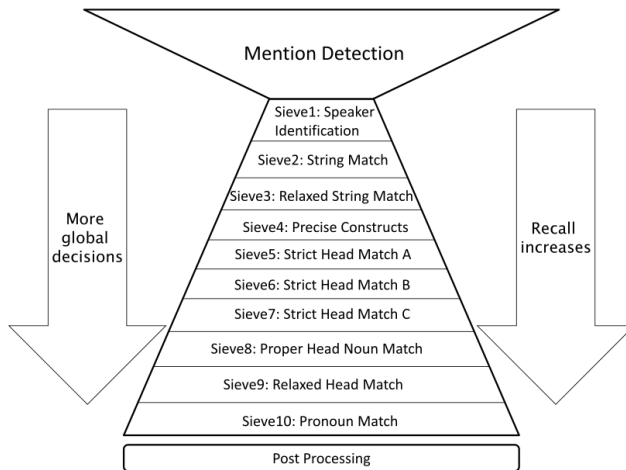 Mention Detection
Sieve1: Speaker
Identification
Sieve2: String Match
Sieve3: Relaxed String Match
Sieve4: Precise Constructs
Sieve5: Strict Head Match A
Sieve6: Strict Head Match B
Sieve7: Strict Head Match C
Sieve8: Proper Head Noun Match
Sieve9: Relaxed Head Match
Sieve10: Pronoun Match
Post Processing
More
global
decisions
Recall
increases